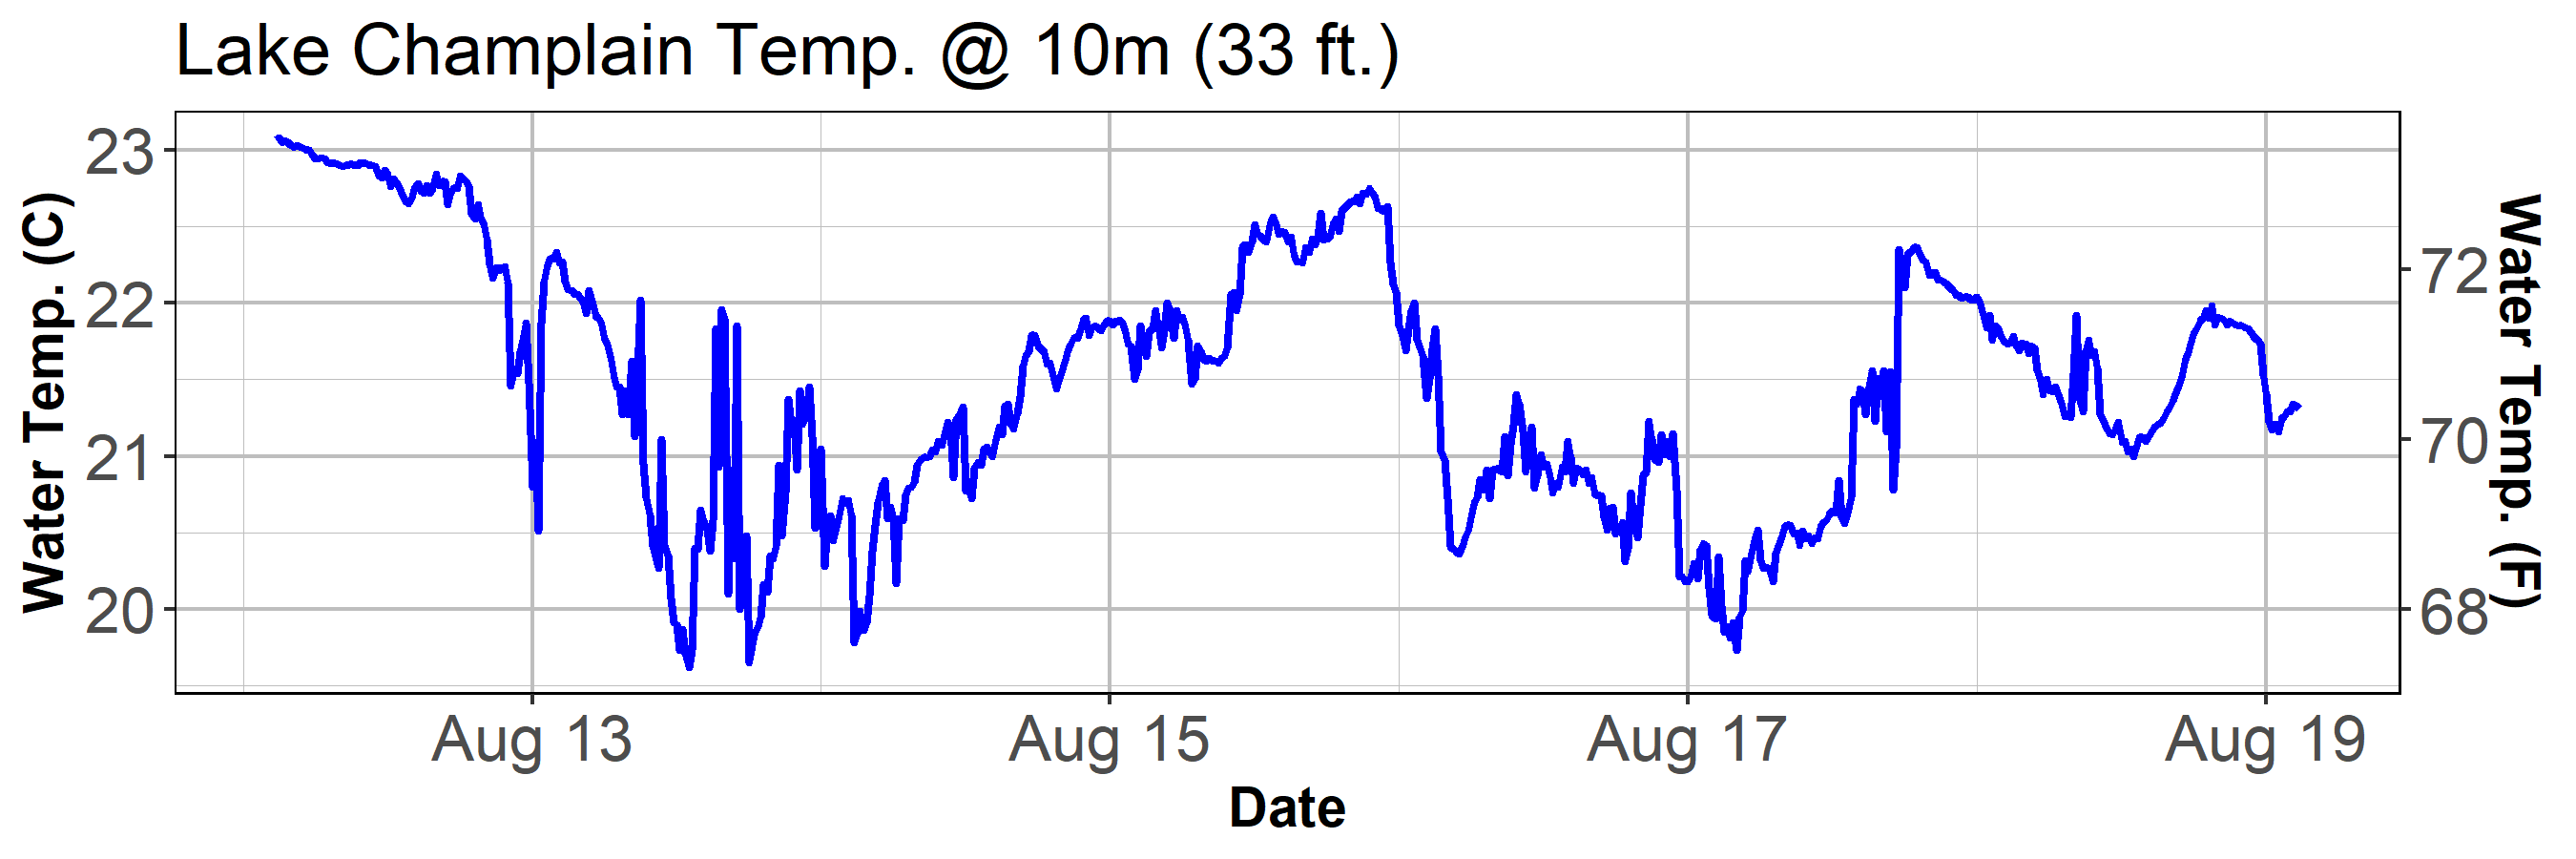 Lake Champlain Temp. @ 10m (33 ft.)
Water Temp. (C)
23
22
21
20
72
70
68
Water Temp. (F)
Aug 13
Aug 15
Aug 17
Aug 19
Date